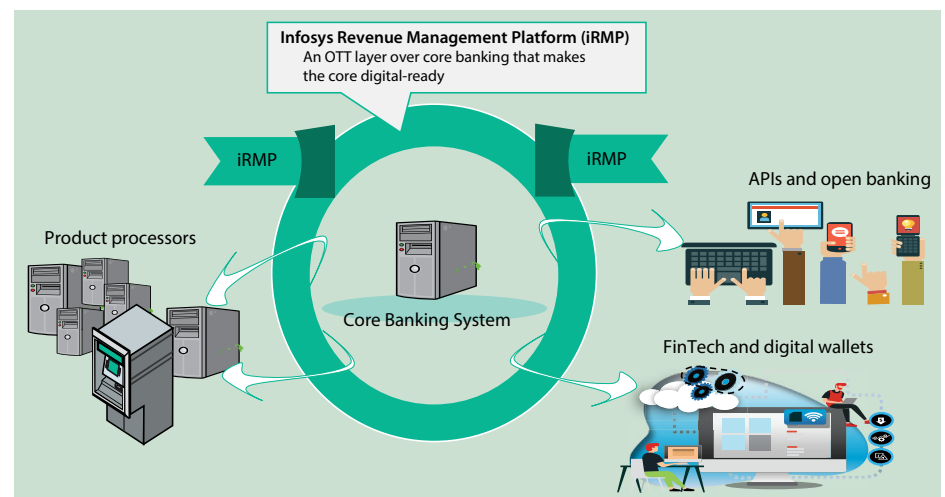 Infosys Revenue Management Platform (iRMP)
An OTT layer over core banking that makes
the core digital-ready
iRMP
iRMP
APIs and open banking
Product processors
Core Banking System
FinTech and digital wallets